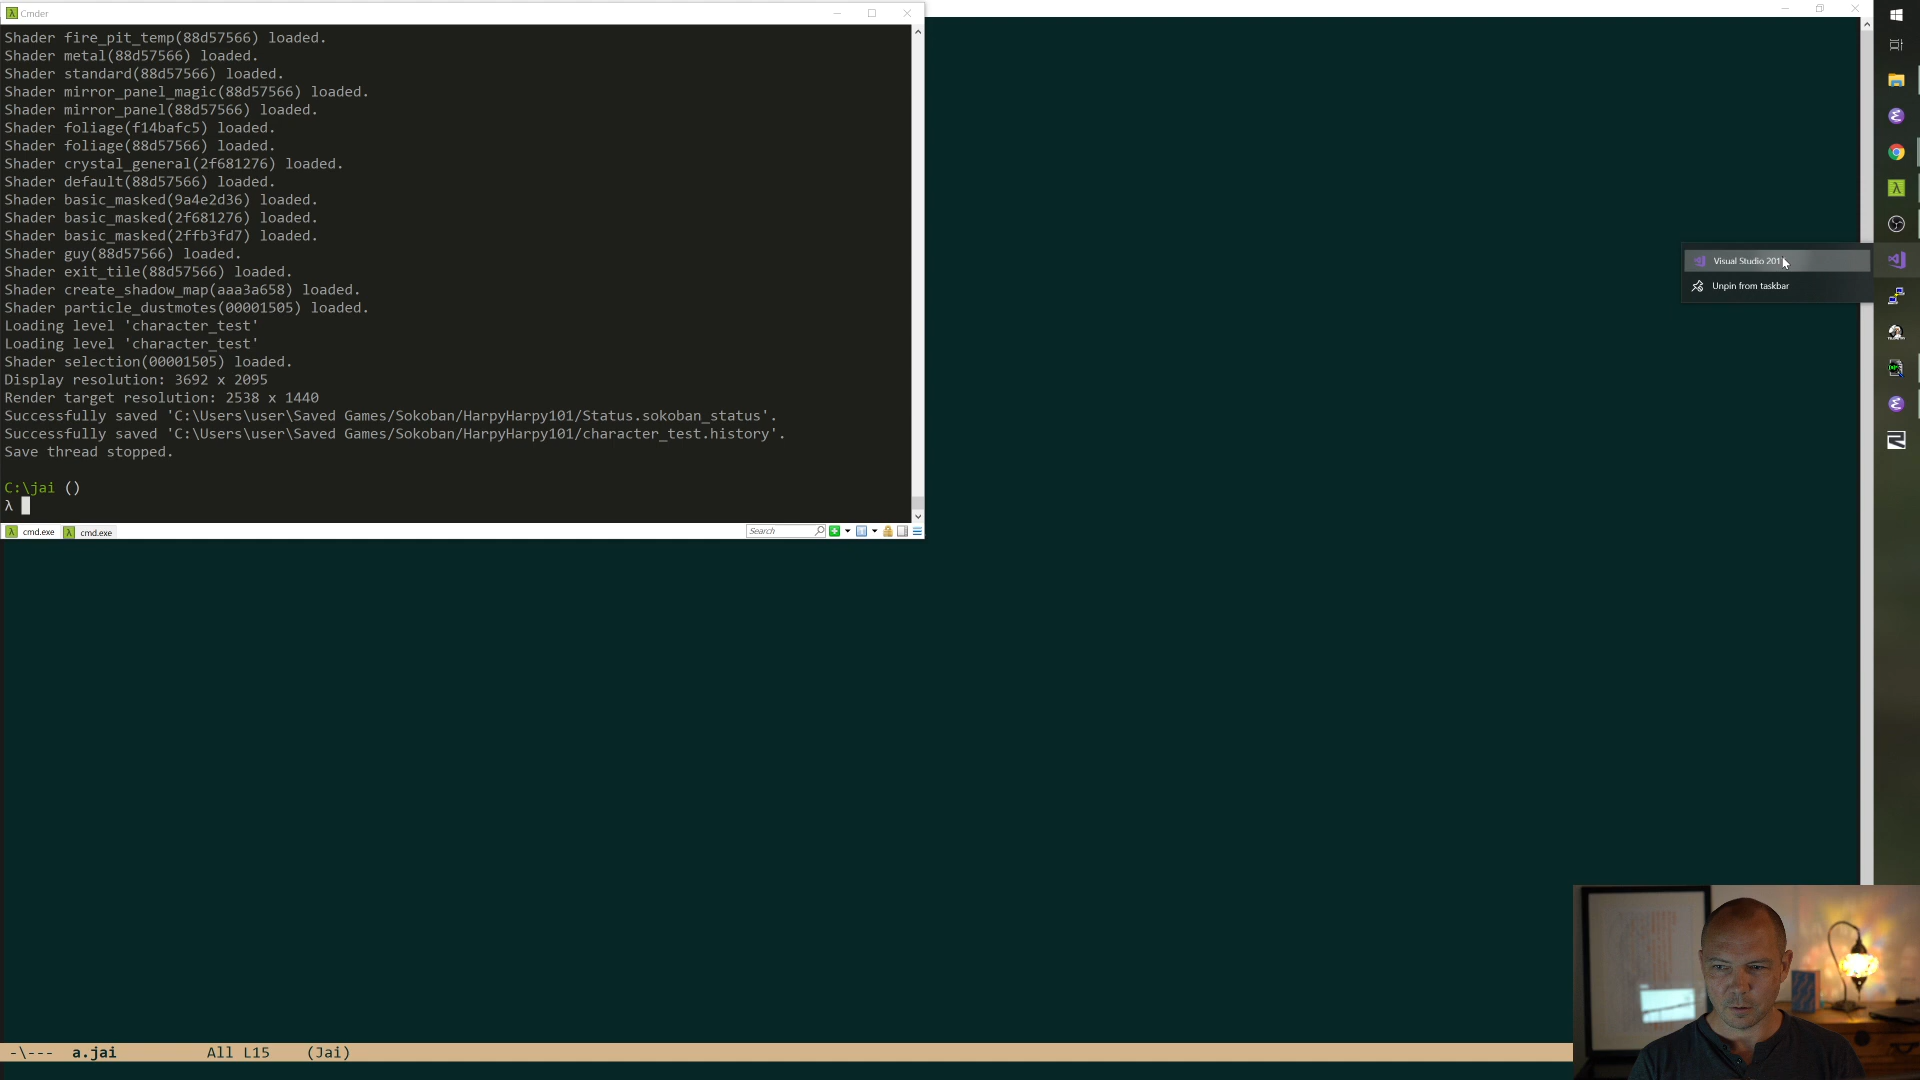 Cmder
Shader fire_pit_temp(88d57566) loaded.
Shader metal(88d57566) loaded.
Shader standard(88d57566) loaded.
Shader mirror_panel_magic(88d57566) loaded.
Shader mirror_panel(88d57566) loaded.
Shader foliage(f14bafc5) loaded.
Shader foliage(88d57566) loaded.
Shader crystal_general(2f681276) loaded.
Shader default(88d57566) loaded.
Shader basic_masked(9a4e2d36) loaded.
Shader basic_masked(2f681276) loaded.
Shader basic_masked(2ffb3fd7) loaded.
Shader guy(88d57566) loaded.
Shader exit_tile(88d57566) loaded.
Shader create_shadow_map(aaa3a658) loaded.
Shader particle_dustmotes(00001505) loaded.
Loading level 'character_test'
Loading level 'character_test'
Shader selection(00001505) loaded.
Display resolution: 3692 x 2095
Render target resolution: 2538 x 1440
Successfully saved 'C:\Users\user\Saved Games/Sokoban/HarpyHarpy101/Status.sokoban_status'.
Successfully saved 'C:\Users\user\Saved Games/Sokoban/HarpyHarpy101/character_test.history'.
Save thread stopped.
C:\jai ()
λ
cmd.exe cmd.exe Search
Visual Studio
Unpin from taskbar
-\--- a.jai All L15 (Jai)